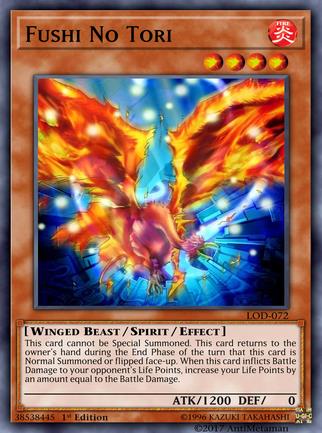 Fushi No Tori
FIRE
炎
LOD-072
[Winged Beast/Spirit/Effect]
This card cannot be Special Summoned. This card returns to the
owner's hand during the End Phase of the turn that this card is
Normal Summoned or flipped face-up. When this card inflicts Battle
Damage to your opponent's Life Points, increase your Life Points by
an amount equal to the Battle Damage.
ATK/1200 DEF/ 0
38538445 1st Edition ©1996 KAZUKI TAKAHASHI
©2017 AntiMetaman